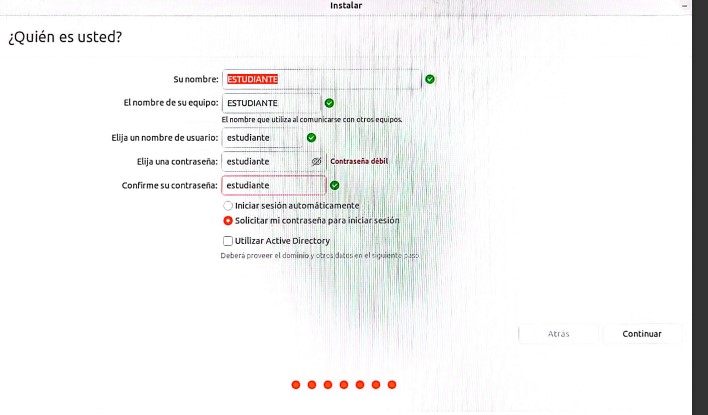 Instalar
¿Quién es usted?
Su nombre: ESTUDIANTE
El nombre de su equipo: ESTUDIANTE
El nombre que utiliza al comunicarse con otros equipos.
Elija un nombre de usuario: estudiante
Elija una contraseña: estudiante Contraseña débil
Confirme su contraseña: estudiante
Iniciar sesión automáticamente
Solicitar mi contraseña para iniciar sesión
Utilizar Active Directory
Deberá proveer el dominio y otros datos en el siguiente paso.
Atrás Continuar